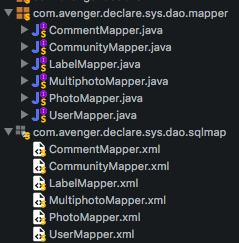 com.avenger.declare.sys.dao.mapper
CommentMapper.java
CommunityMapper.java
LabelMapper.java
MultiphotoMapper.java
PhotoMapper.java
UserMapper.java
com.avenger.declare.sys.dao.sqlmap
CommentMapper.xml
CommunityMapper.xml
LabelMapper.xml
MultiphotoMapper.xml
PhotoMapper.xml
UserMapper.xml